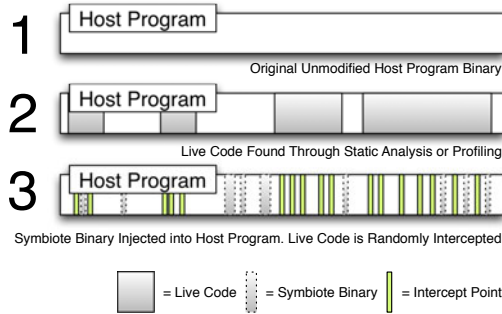 1
Host Program
Original Unmodified Host Program Binary
2
Host Program
Live Code Found Through Static Analysis or Profiling
3
Host Program
Symbiote Binary Injected into Host Program. Live Code is Randomly Intercepted
= Live Code
= Symbiote Binary
= Intercept Point